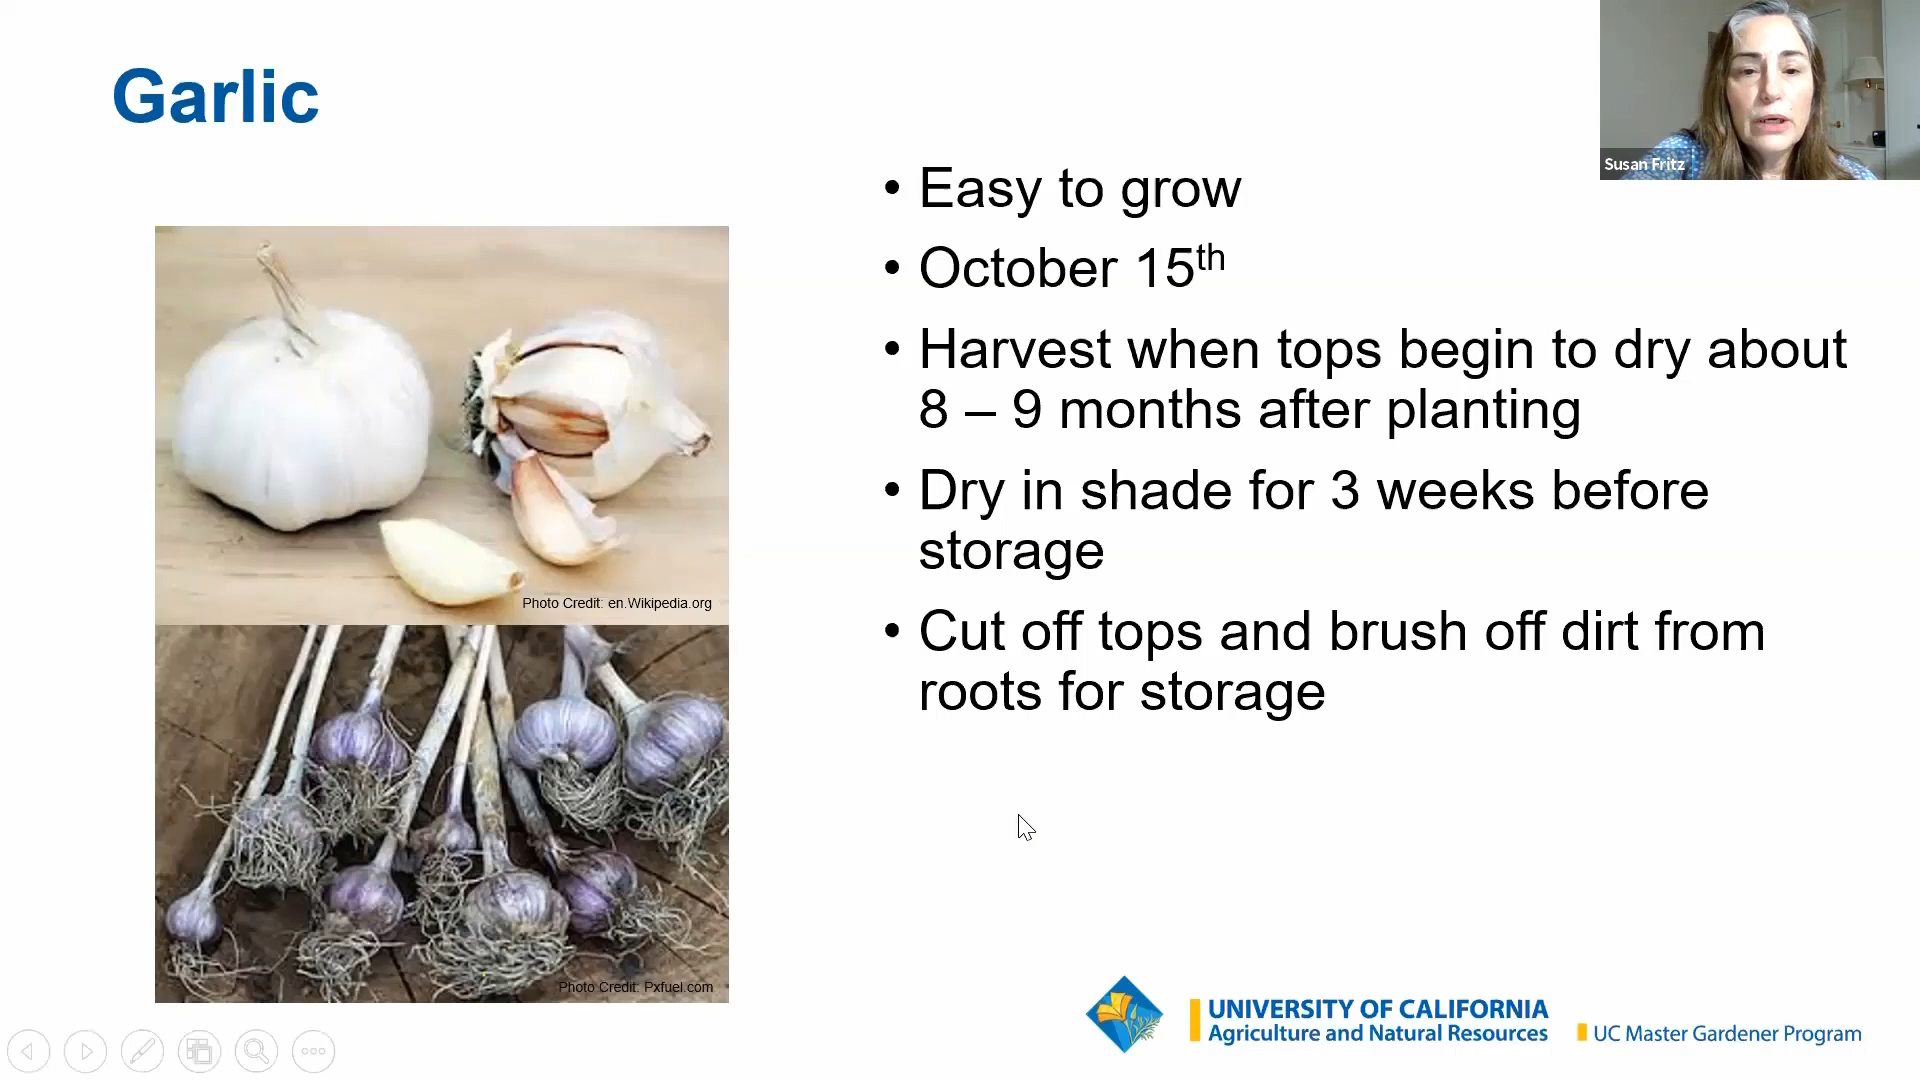 Garlic
Susan Fritz
• Easy to grow
• October 15th
• Harvest when tops begin to dry about
8 – 9 months after planting
• Dry in shade for 3 weeks before
storage
• Cut off tops and brush off dirt from
roots for storage
Photo Credit: en.Wikipedia.org
Photo Credit: Pxfuel.com
UNIVERSITY OF CALIFORNIA
Agriculture and Natural Resources
UC Master Gardener Program